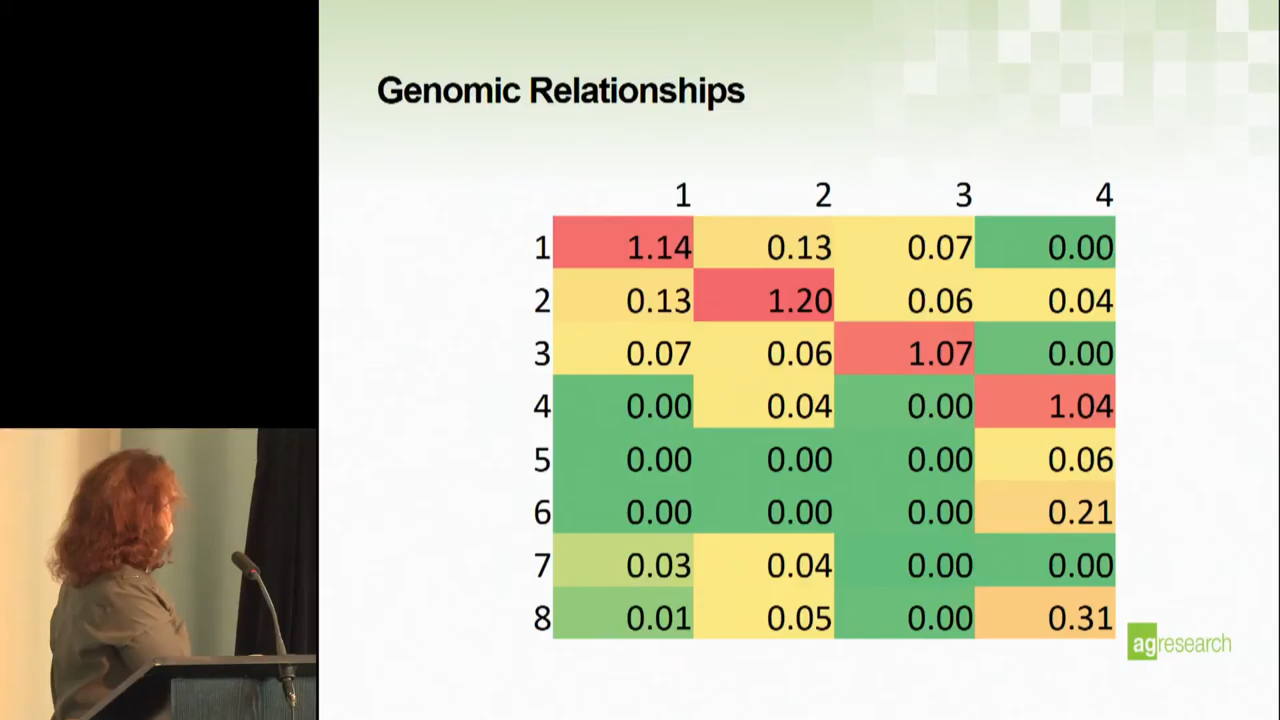 Genomic Relationships
1 2 3 4
1 1.14 0.13 0.07 0.00
2 0.13 1.20 0.06 0.04
3 0.07 0.06 1.07 0.00
4 0.00 0.04 0.00 1.04
5 0.00 0.00 0.00 0.06
6 0.00 0.00 0.00 0.21
7 0.03 0.04 0.00 0.00
8 0.01 0.05 0.00 0.31
agresearch